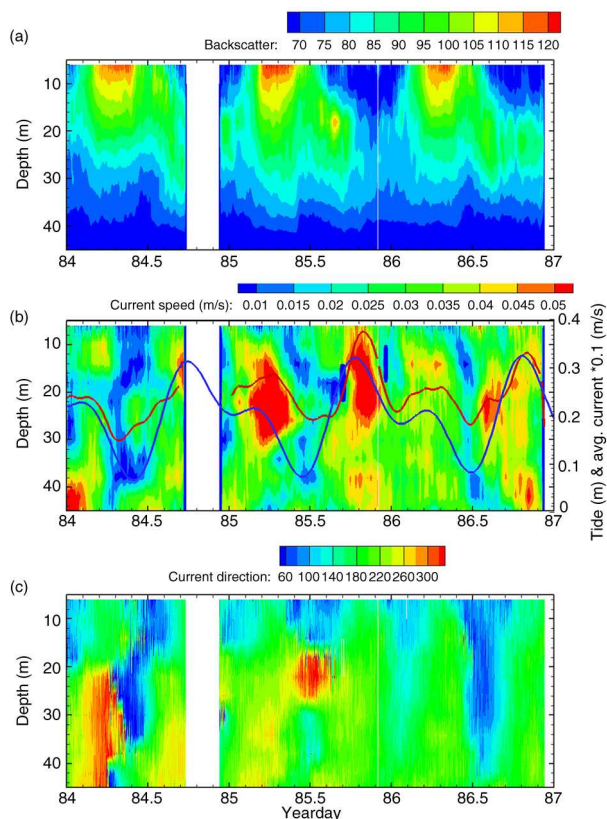 (a)
Backscatter: 70 75 80 85 90 95 100 105 110 115 120
Depth (m)
10
20
30
40
84 84.5 85 85.5 86 86.5 87
Current speed (m/s): 0.01 0.015 0.02 0.025 0.03 0.035 0.04 0.045 0.05
(b)
Depth (m)
10
20
30
40
0.4
0.3
0.2
0.1
0
Tide (m) & avg. current *0.1 (m/s)
84 84.5 85 85.5 86 86.5 87
Current direction: 60 100 140 180 220 260 300
(c)
Depth (m)
10
20
30
40
84 84.5 85 85.5 86 86.5 87
Yearday